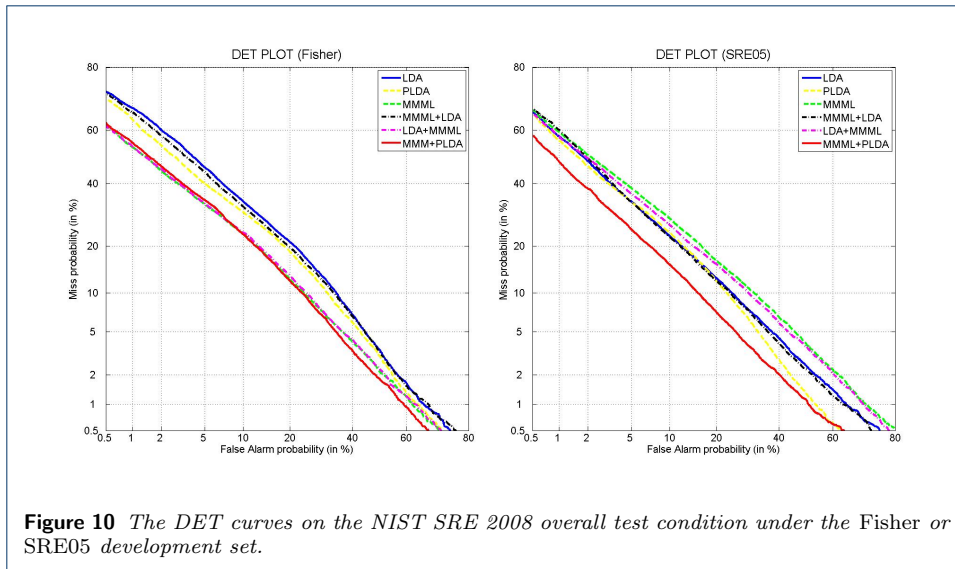 DET PLOT (Fisher)
80
60
40
20
10
5
2
1
0.5
Miss probability (in %)
0.5 1 2 5 10 20 40 60 80
False Alarm probability (in %)
LDA
PLDA
MMML
MMML+LDA
LDA+MMML
MMM+PLDA
DET PLOT (SRE05)
80
60
40
20
10
5
2
1
0.5
Miss probability (in %)
0.5 1 2 5 10 20 40 60 80
False Alarm probability (in %)
LDA
PLDA
MMML
MMML+LDA
LDA+MMML
MMML+PLDA
Figure 10 The DET curves on the NIST SRE 2008 overall test condition under the Fisher or
SRE05 development set.